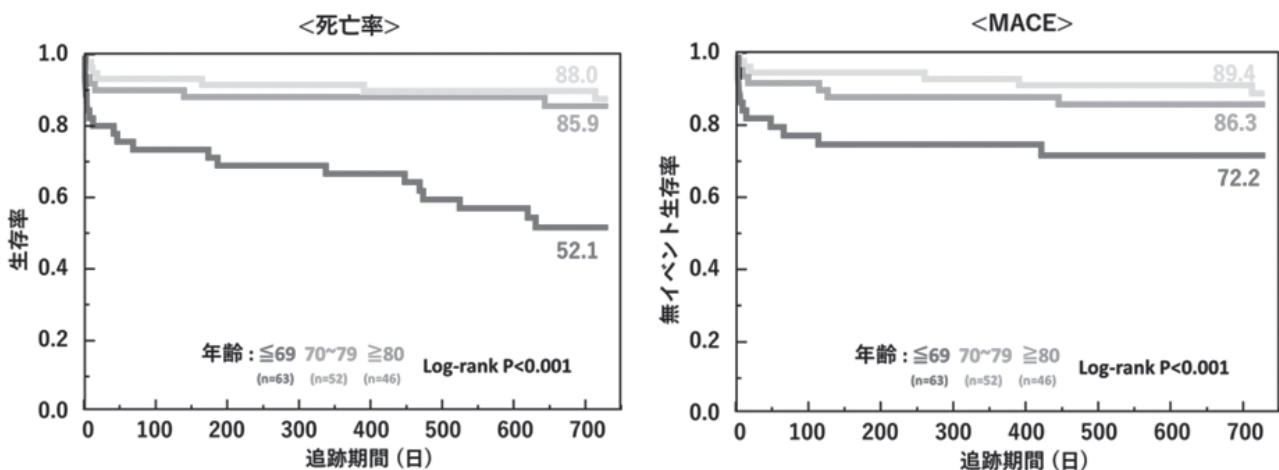 <死亡率>
1.0
0.8
0.6
0.4
0.2
0.0
生存率
88.0
85.9
52.1
年齢 : ≦69 70~79 ≧80
(n=63) (n=52) (n=46)
Log-rank P<0.001
0 100 200 300 400 500 600 700
追跡期間 (日)
<MACE>
1.0
0.8
0.6
0.4
0.2
0.0
無イベント生存率
89.4
86.3
72.2
年齢 : ≦69 70~79 ≧80
(n=63) (n=52) (n=46)
Log-rank P<0.001
0 100 200 300 400 500 600 700
追跡期間 (日)